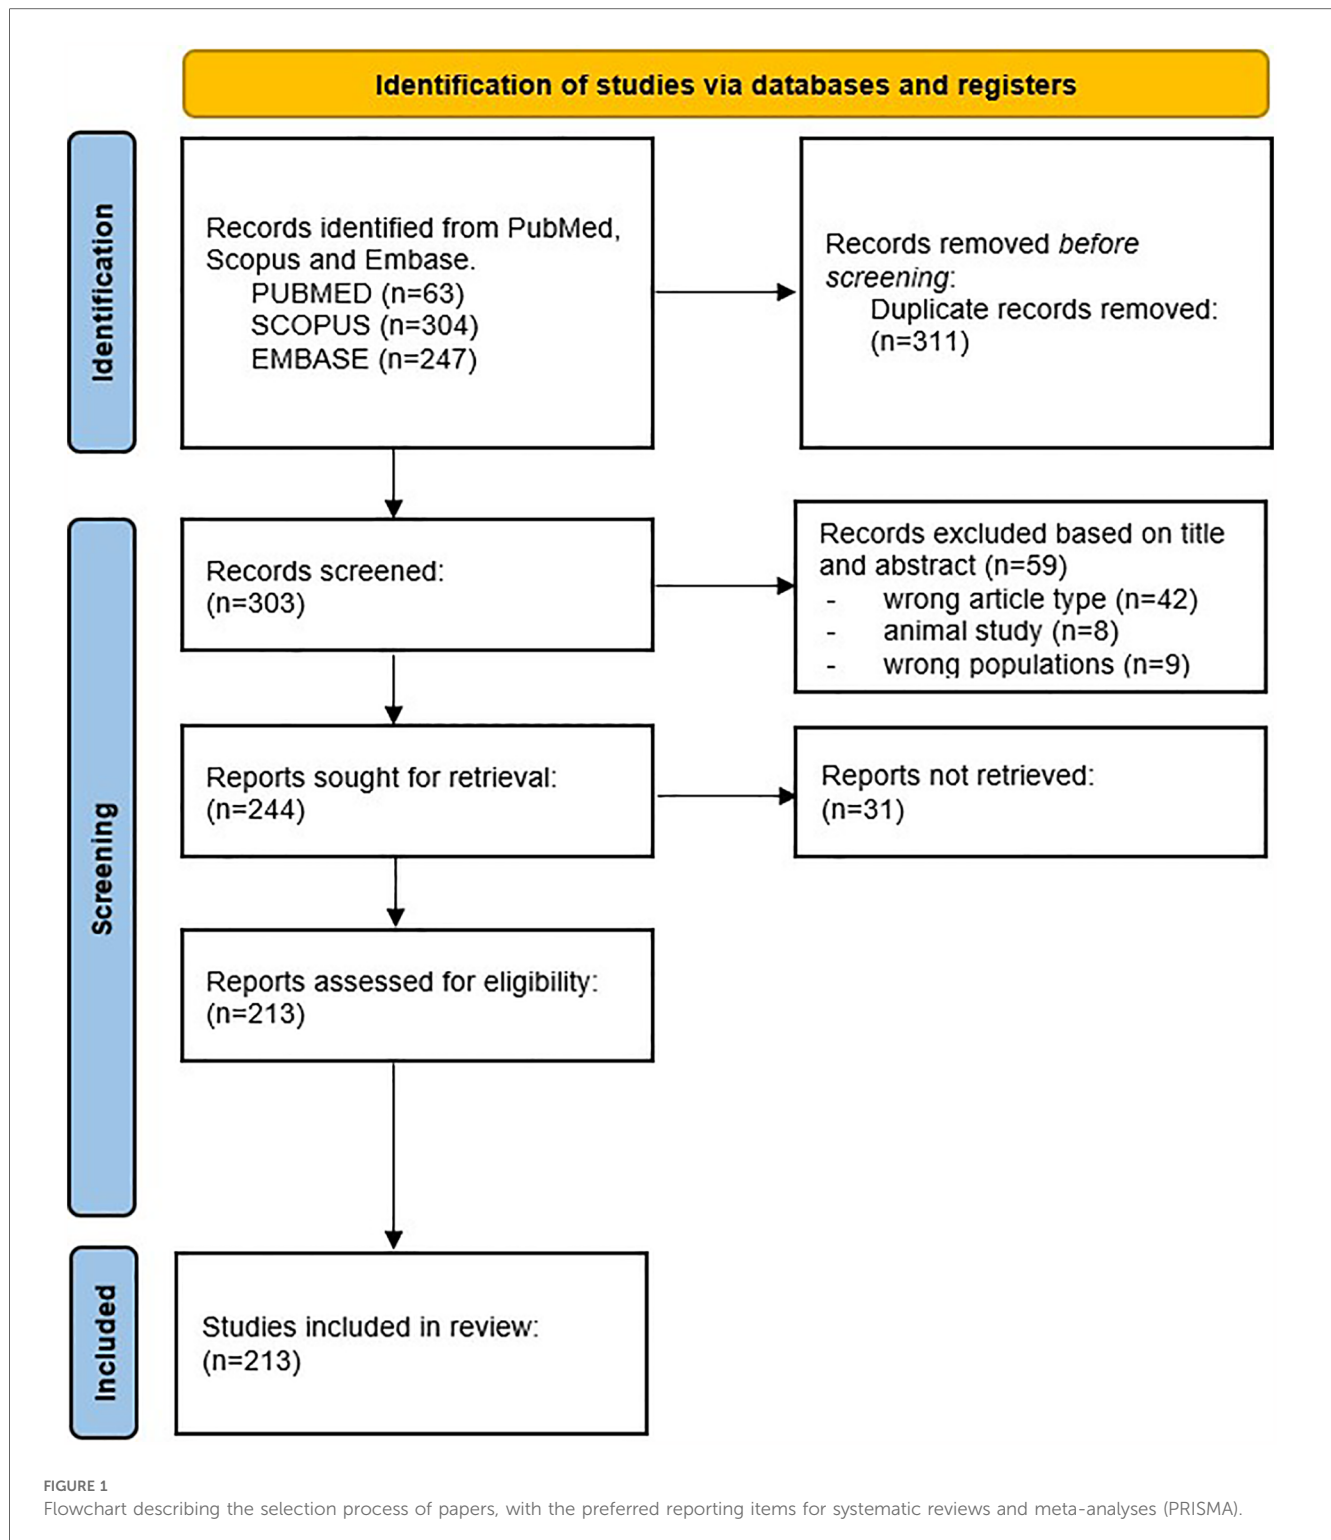 Identification of studies via databases and registers
Identification
Records identified from PubMed,
Scopus and Embase.
PUBMED (n=63)
SCOPUS (n=304)
EMBASE (n=247)
Records removed before
screening:
Duplicate records removed:
(n=311)
Screening
Records screened:
(n=303)
Records excluded based on title
and abstract (n=59)
- wrong article type (n=42)
- animal study (n=8)
- wrong populations (n=9)
Reports sought for retrieval:
(n=244)
Reports not retrieved:
(n=31)
Reports assessed for eligibility:
(n=213)
Included
Studies included in review:
(n=213)
FIGURE 1
Flowchart describing the selection process of papers, with the preferred reporting items for systematic reviews and meta-analyses (PRISMA).